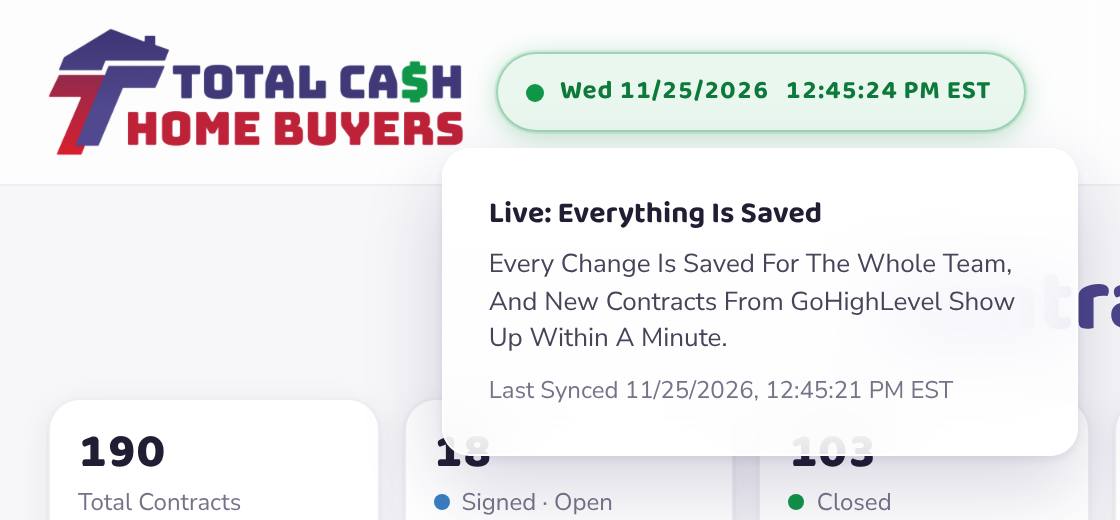 TOTAL CA$H
HOME BUYERS
Wed 11/25/2026 12:45:24 PM EST
Live: Everything Is Saved
Every Change Is Saved For The Whole Team,
And New Contracts From GoHighLevel Show
Up Within A Minute.
Last Synced 11/25/2026, 12:45:21 PM EST
190
Total Contracts
18
Signed · Open
103
Closed